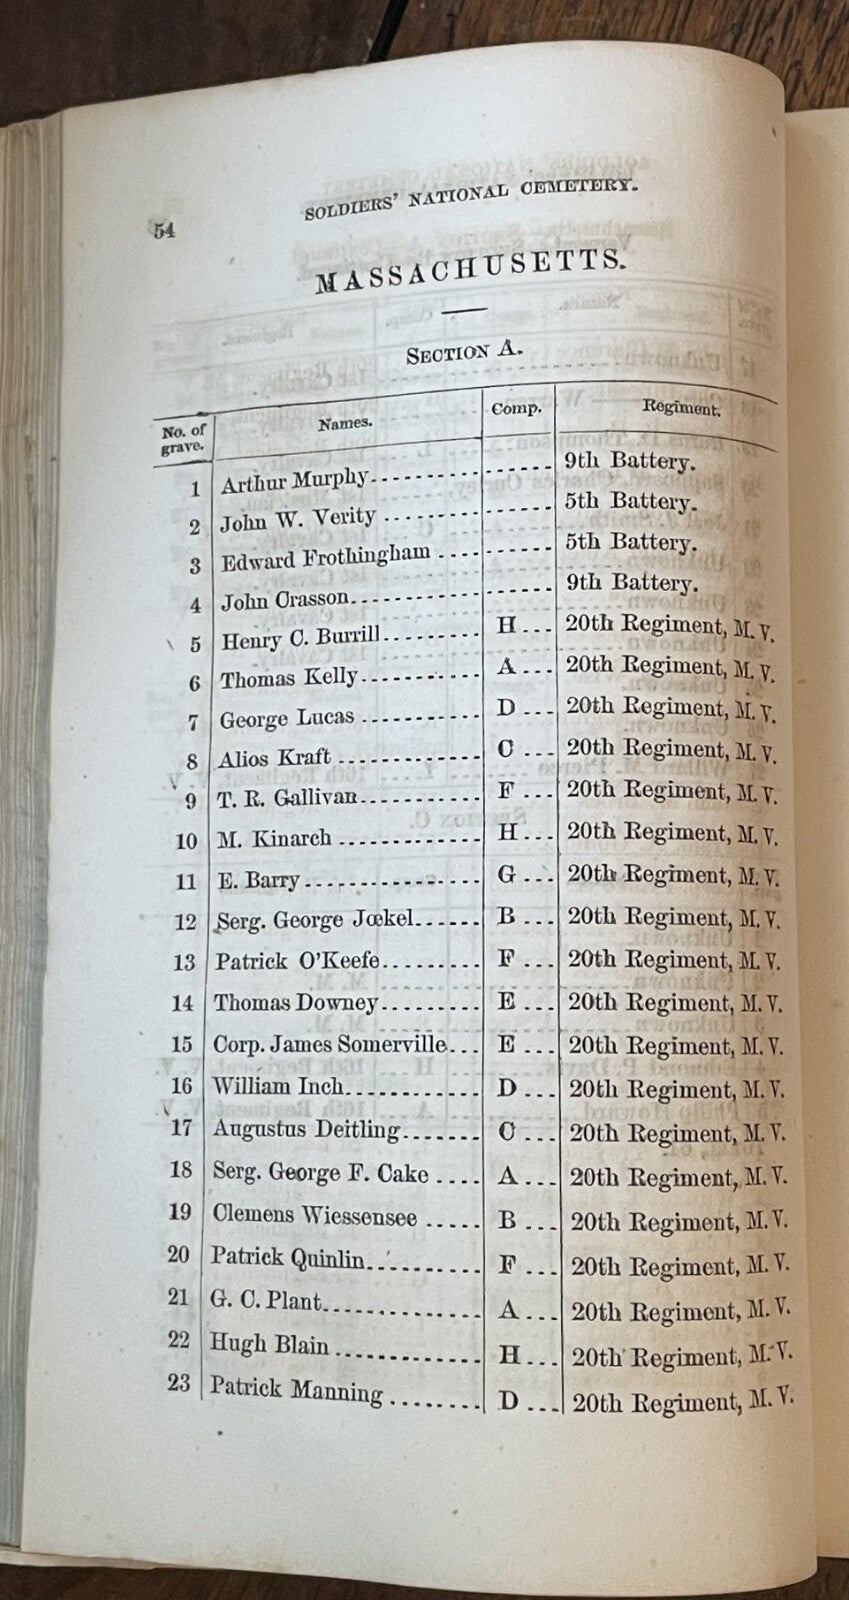 54
SOLDIERS' NATIONAL CEMETERY.
MASSACHUSETTS.
SECTION A.
No. of grave. Names. Comp. Regiment.
1 Arthur Murphy 9th Battery.
2 John W. Verity 5th Battery.
3 Edward Frothingham 5th Battery.
4 John Crasson 9th Battery.
5 Henry C. Burrill H 20th Regiment, M. V.
6 Thomas Kelly A 20th Regiment, M. V.
7 George Lucas D 20th Regiment, M. V.
8 Alios Kraft C 20th Regiment, M. V.
9 T. R. Gallivan F 20th Regiment, M. V.
10 M. Kinarch H 20th Regiment, M. V.
11 E. Barry G 20th Regiment, M. V.
12 Serg. George Jœkel B 20th Regiment, M. V.
13 Patrick O'Keefe F 20th Regiment, M. V.
14 Thomas Downey E 20th Regiment, M. V.
15 Corp. James Somerville E 20th Regiment, M. V.
16 William Inch D 20th Regiment, M. V.
17 Augustus Deitling C 20th Regiment, M. V.
18 Serg. George F. Cake A 20th Regiment, M. V.
19 Clemens Wiessensee B 20th Regiment, M. V.
20 Patrick Quinlin F 20th Regiment, M. V.
21 G. C. Plant A 20th Regiment, M. V.
22 Hugh Blain H 20th Regiment, M. V.
23 Patrick Manning D 20th Regiment, M. V.